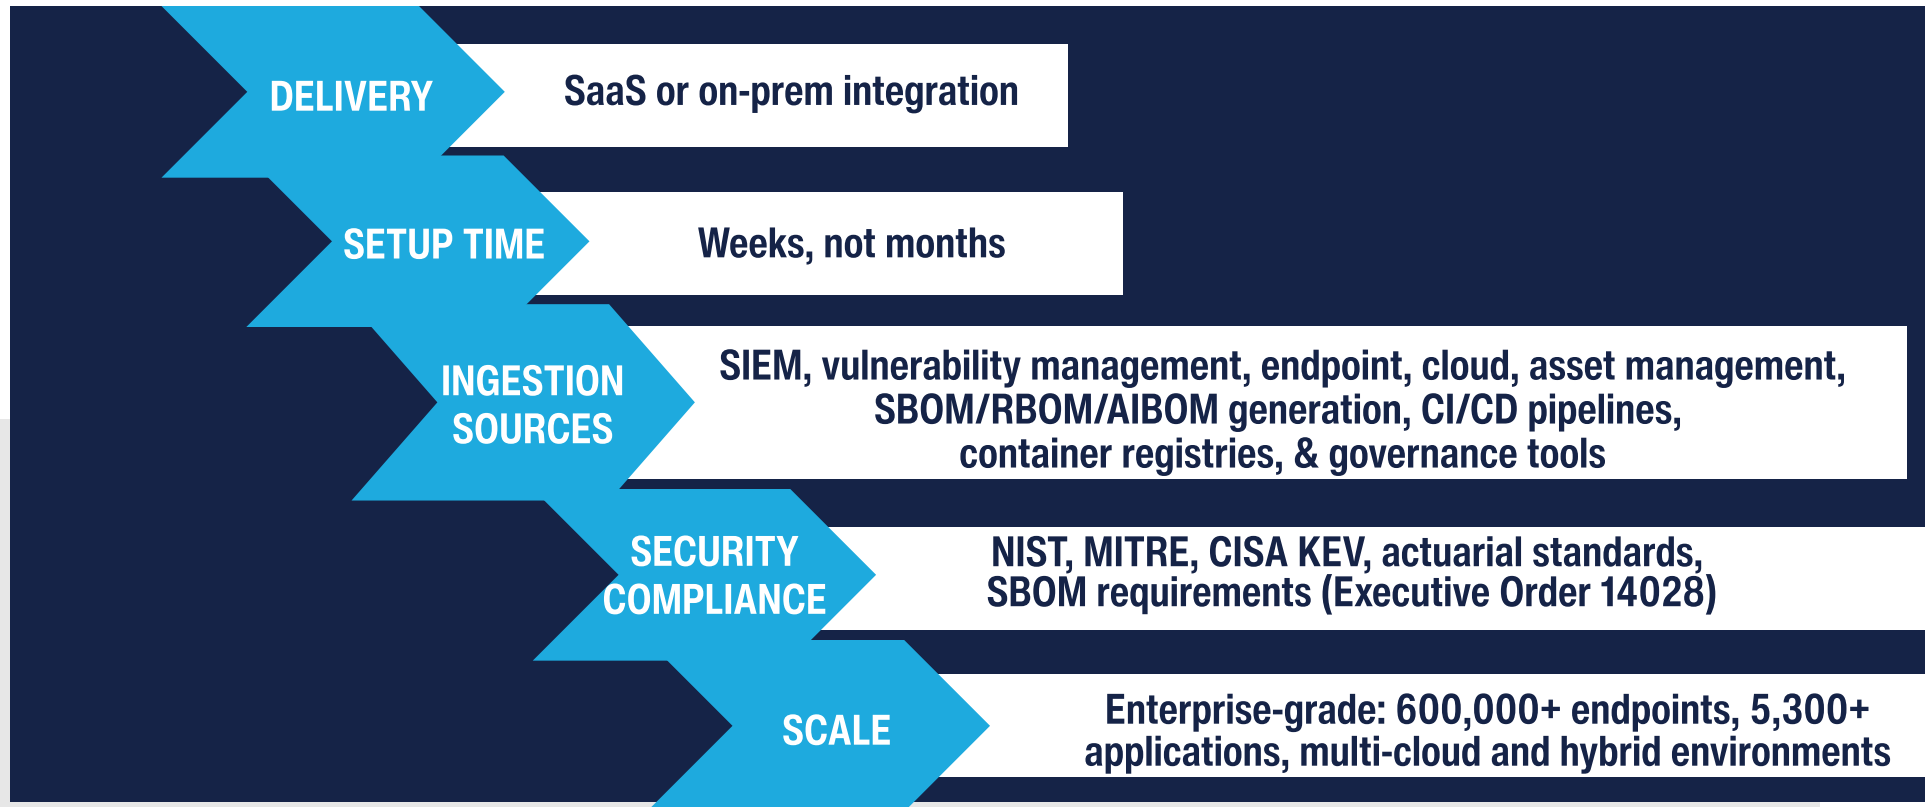 DELIVERY
SaaS or on-prem integration
SETUP TIME
Weeks, not months
INGESTION
SOURCES
SIEM, vulnerability management, endpoint, cloud, asset management,
SBOM/RBOM/AIBOM generation, CI/CD pipelines,
container registries, & governance tools
SECURITY
COMPLIANCE
NIST, MITRE, CISA KEV, actuarial standards,
SBOM requirements (Executive Order 14028)
SCALE
Enterprise-grade: 600,000+ endpoints, 5,300+
applications, multi-cloud and hybrid environments